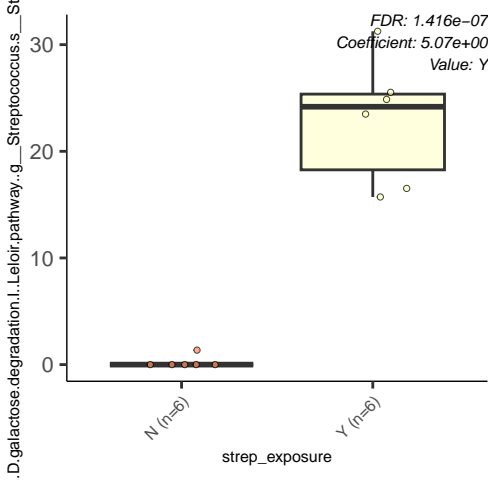 FDR: 1.416e−07
Coefficient: 5.07e+00
Value: Y
.D.galactose.degradation.I..Leloir.pathway..g__Streptococcus.s__St
30
20
10
0
N (n=6)
Y (n=6)
strep_exposure